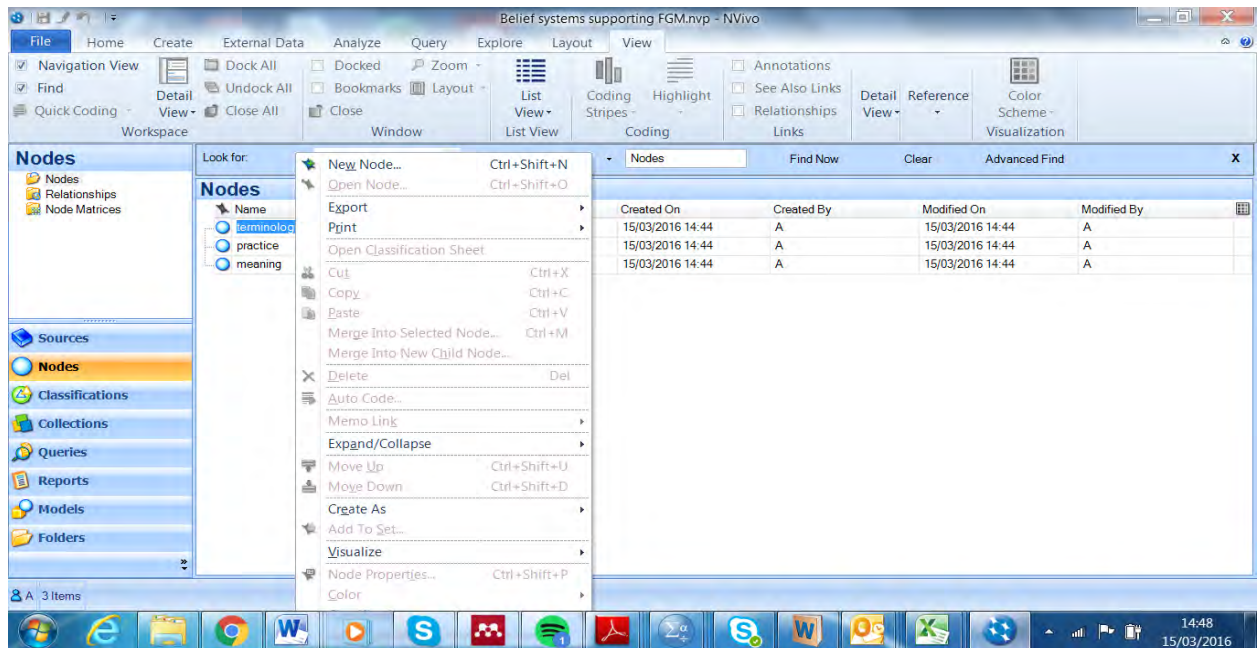 Belief systems supporting FGM.nvp - NVivo
File Home Create External Data Analyze Query Explore Layout View
Navigation View Dock All Docked Zoom Annotations
Find Undock All Bookmarks Layout See Also Links
Quick Coding Detail View Close All Close List View Coding Stripes Highlight Relationships Detail View Reference Color Scheme
Workspace Window List View Coding Links Visualization
Nodes
Nodes
Relationships
Node Matrices
Look for: Nodes Find Now Clear Advanced Find X
Nodes
Name Created On Created By Modified On Modified By
terminolog 15/03/2016 14:44 A 15/03/2016 14:44 A
practice 15/03/2016 14:44 A 15/03/2016 14:44 A
meaning 15/03/2016 14:44 A 15/03/2016 14:44 A
New Node... Ctrl+Shift+N
Open Node... Ctrl+Shift+O
Export
Print
Open Classification Sheet
Cut Ctrl+X
Copy Ctrl+C
Paste Ctrl+V
Merge Into Selected Node... Ctrl+M
Merge Into New Child Node...
Delete Del
Auto Code...
Memo Link
Expand/Collapse
Move Up Ctrl+Shift+U
Move Down Ctrl+Shift+D
Create As
Add To Set...
Visualize
Node Properties... Ctrl+Shift+P
Color
Sources
Nodes
Classifications
Collections
Queries
Reports
Models
Folders
A 3 Items
14:48
15/03/2016